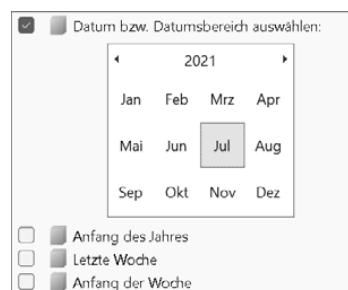 Datum bzw. Datumsbereich auswählen:
2021
Jan Feb Mrz Apr
Mai Jun Jul Aug
Sep Okt Nov Dez
Anfang des Jahres
Letzte Woche
Anfang der Woche